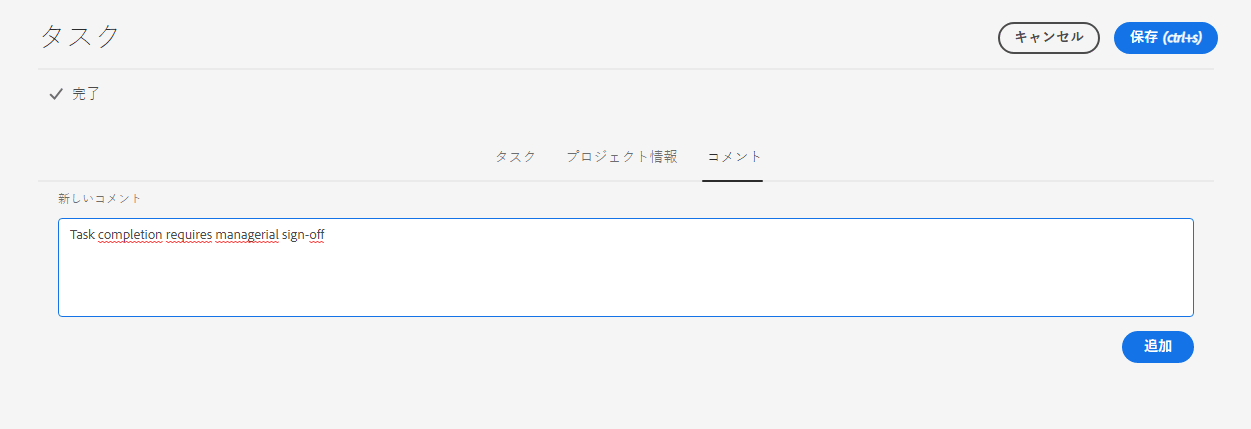 タスク
キャンセル
保存 (ctrl+s)
完了
タスク
プロジェクト情報
コメント
新しいコメント
Task completion requires managerial sign-off
追加